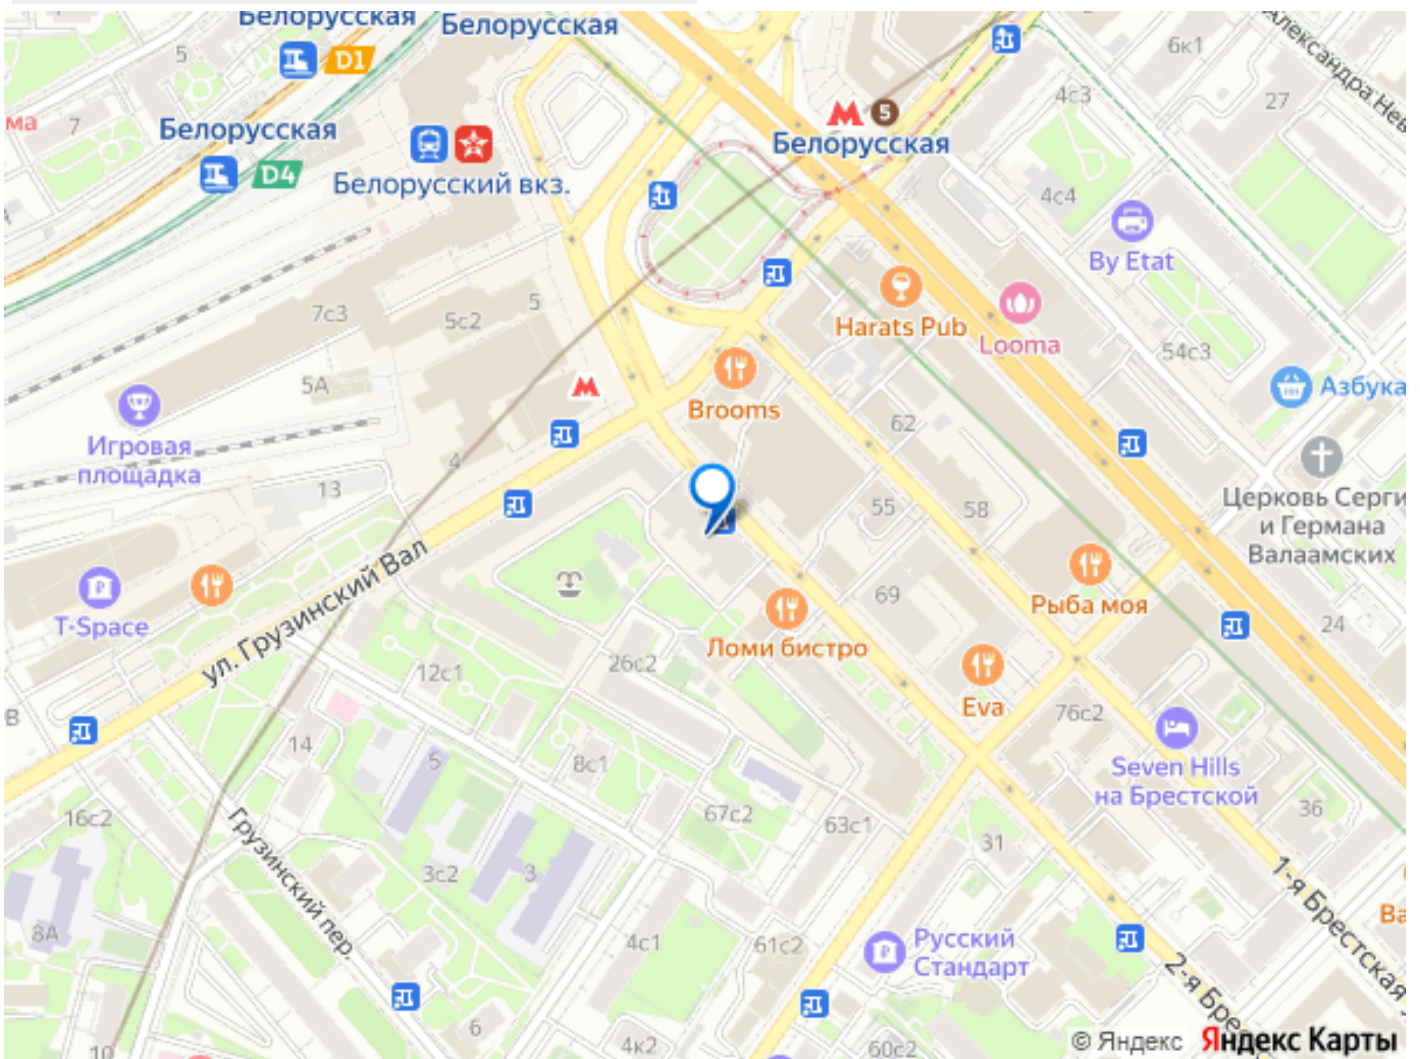 Белорусская
D1
Белорусская
ма
7
5
Белорусская
D4
Белорусский вкз.
5
Белорусская
6к1
4с3
27
Александра Нев
4с4
By Etat
Harats Pub
Looma
54с3
Азбука
7с3
5с2
5
5А
Brooms
62
Игровая
площадка
4
13
55
58
Церковь Серги
и Германа
Валаамских
T-Space
ул. Грузинский Вал
69
Рыба моя
24
Ломи бистро
12с1
26с2
Eva
76с2
В
14
5
8с1
Seven Hills
на Брестской
36
16с2
67с2
63с1
31
Грузинский пер.
3с2
3
1-я Брестская
Ва
8А
4с1
61с2
Русский
Стандарт
2-я Бре
6
4к2
60с2
10
© Яндекс Яндекс Карты